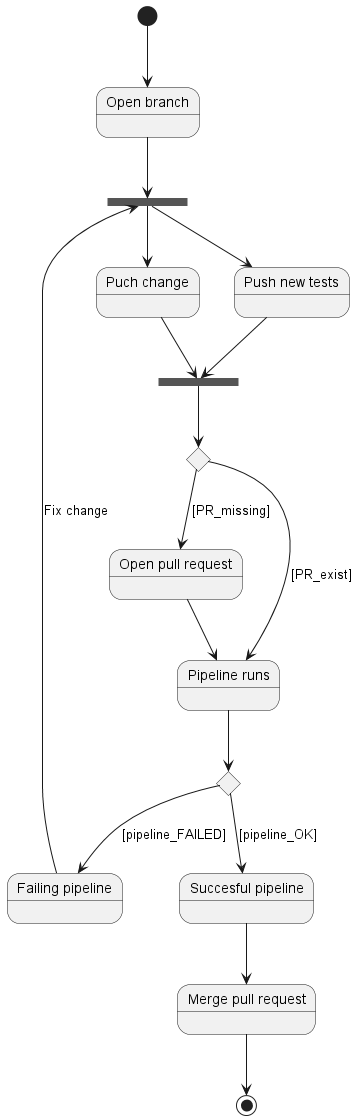 Open branch
Puch change
Push new tests
Fix change
[PR_missing]
Open pull request
[PR_exist]
Pipeline runs
[pipeline_FAILED]
[pipeline_OK]
Failing pipeline
Succesful pipeline
Merge pull request